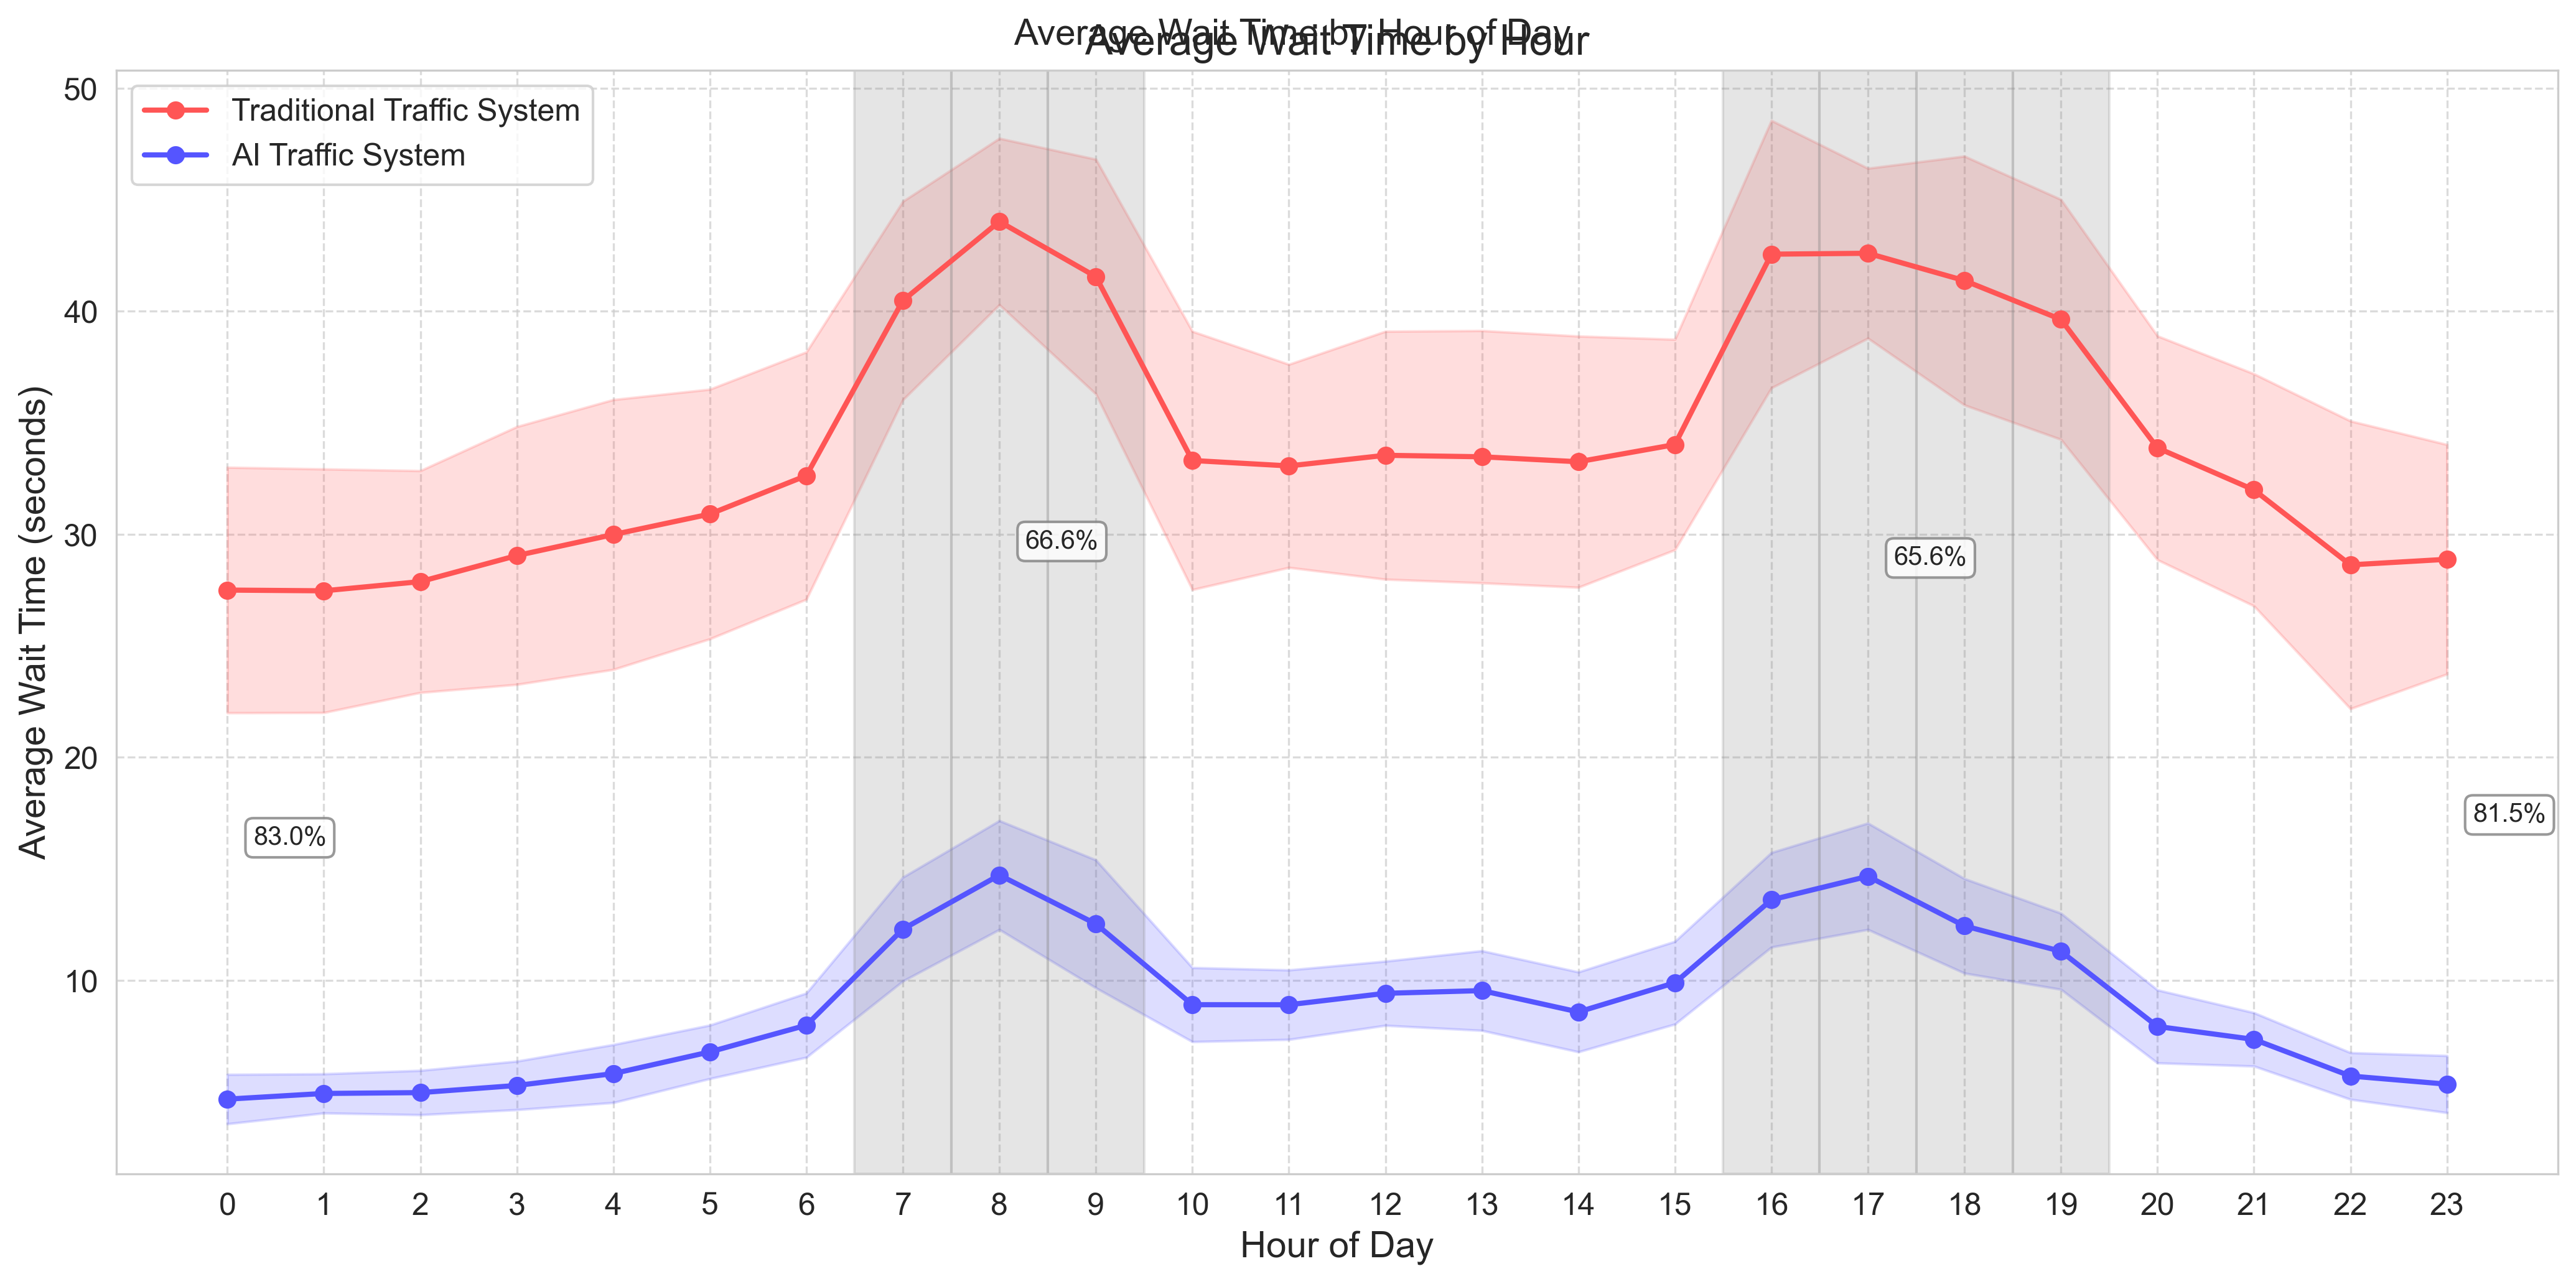 Average Wait Time by Hour of Day
Average Wait Time by Hour
50
40
30
20
10
Average Wait Time (seconds)
Traditional Traffic System
AI Traffic System
66.6%
65.6%
83.0%
81.5%
0 1 2 3 4 5 6 7 8 9 10 11 12 13 14 15 16 17 18 19 20 21 22 23
Hour of Day